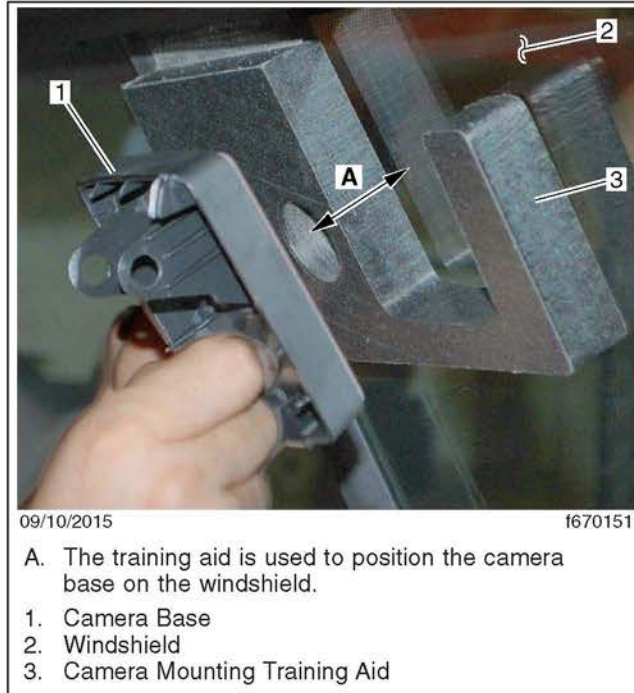 1
2
A
3
09/10/2015
f670151
A. The training aid is used to position the camera
base on the windshield.
1. Camera Base
2. Windshield
3. Camera Mounting Training Aid